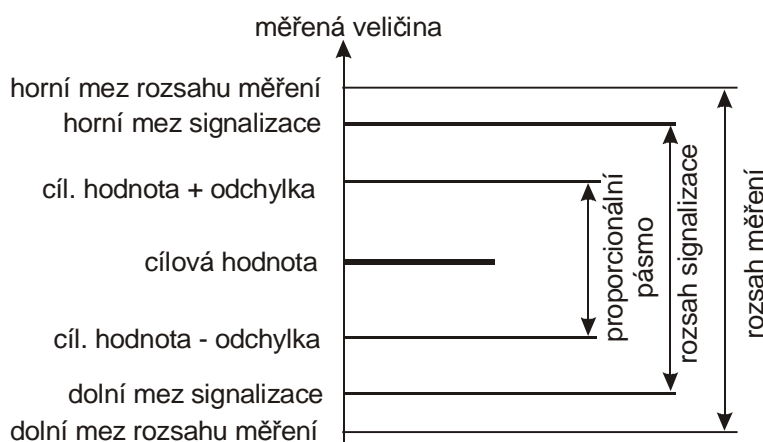 měřená veličina
horní mez rozsahu měření
horní mez signalizace
cíl. hodnota + odchylka
cílová hodnota
cíl. hodnota - odchylka
dolní mez signalizace
dolní mez rozsahu měření
proporcionální
pásmo
rozsah signalizace
rozsah měření